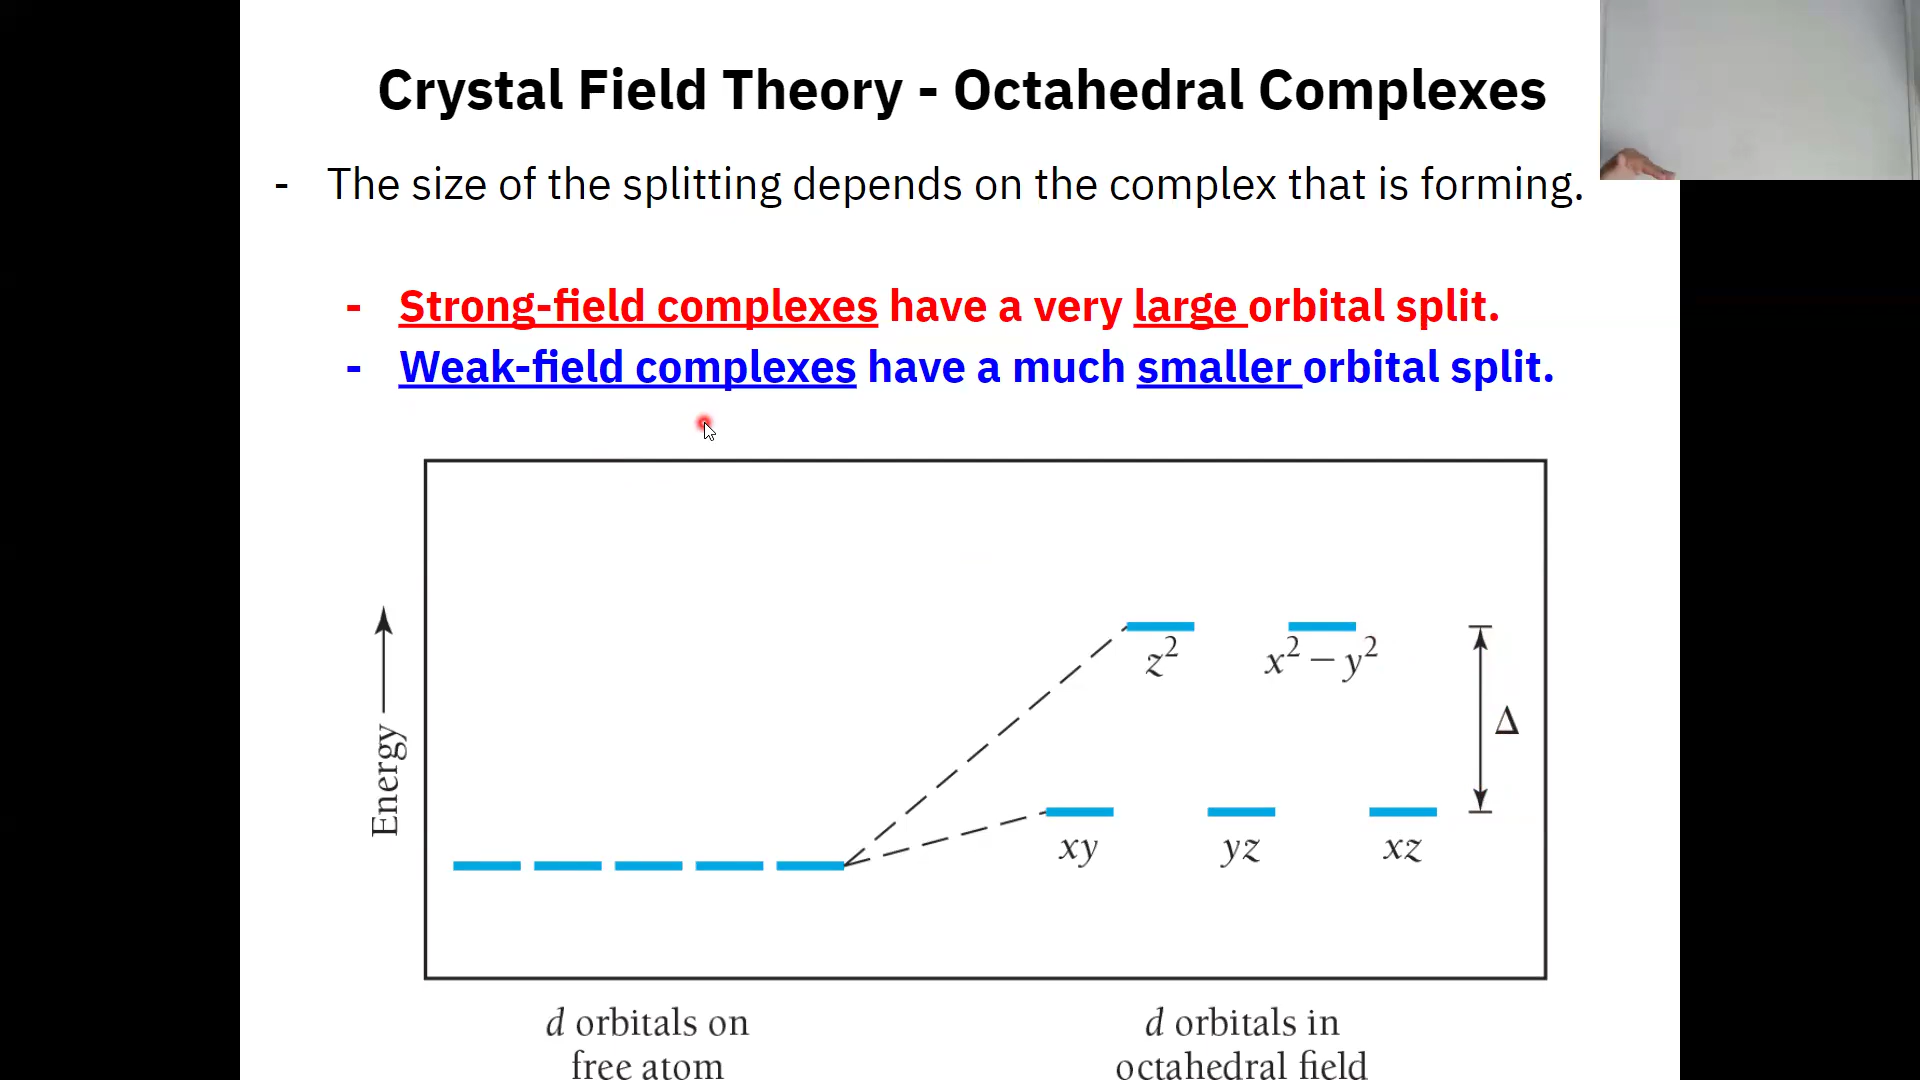 Crystal Field Theory - Octahedral Complexes
- The size of the splitting depends on the complex that is forming.
- Strong-field complexes have a very large orbital split.
- Weak-field complexes have a much smaller orbital split.
Energy
z² x² – y²
Δ
xy yz xz
d orbitals on
free atom
d orbitals in
octahedral field